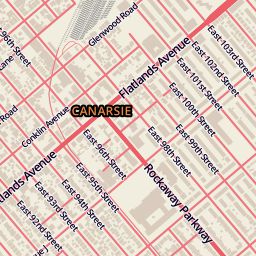 Glenwood Road
East 103rd Street
East 102nd Street
East 101st Street
East 100th Street
Flatlands Avenue
Conklin Avenue
CANARSIE
Road
Lane
East 99th Street
East 98th Street
East 96th Street
East 95th Street
East 94th Street
East 93rd Street
East 92nd Street
Rockaway Parkway